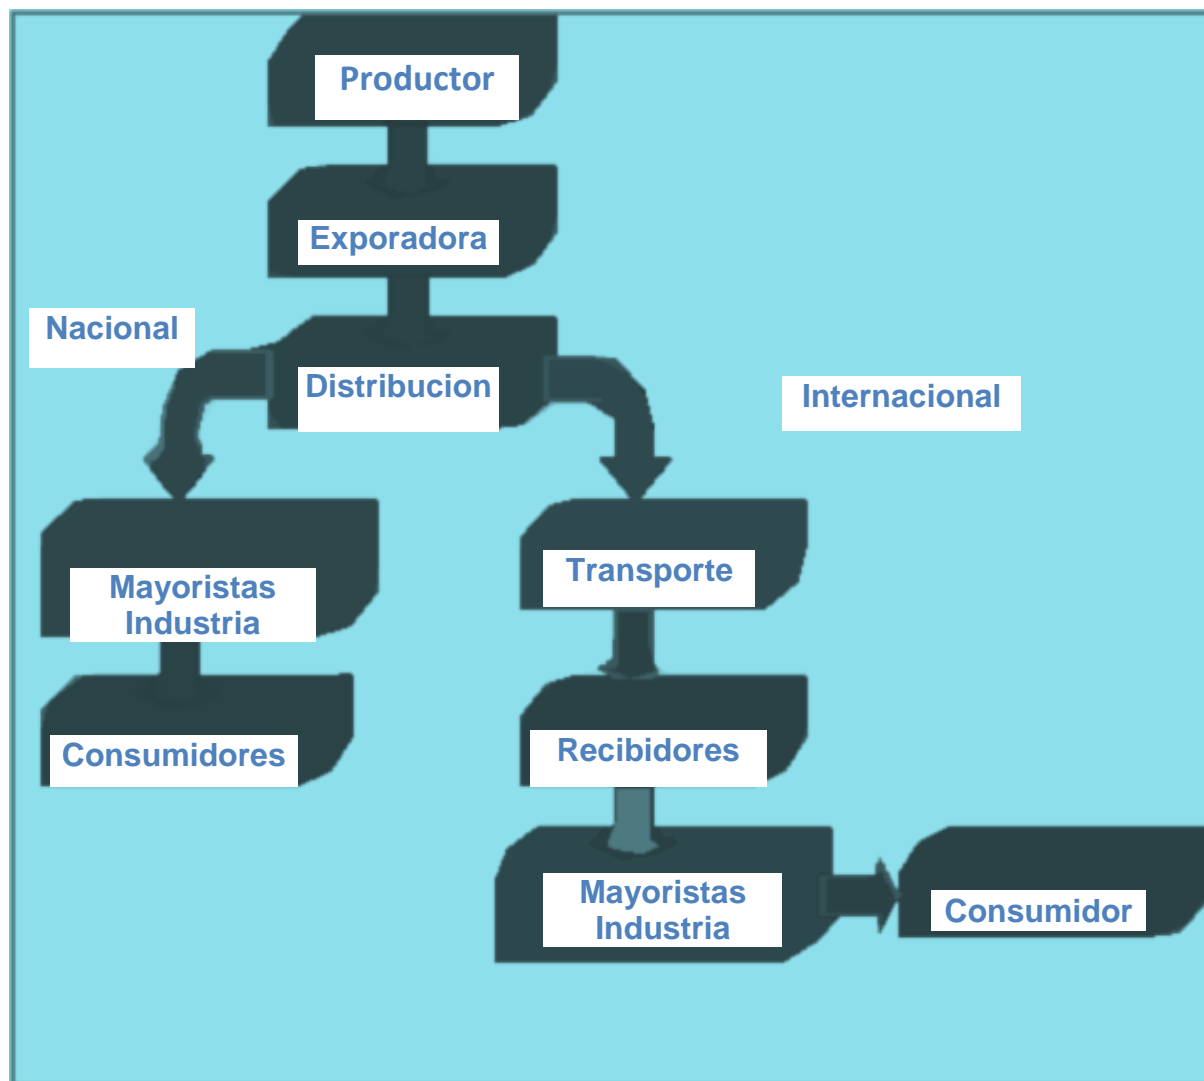 Productor
Exporadora
Nacional
Distribucion
Internacional
Mayoristas
Industria
Transporte
Consumidores
Recibidores
Mayoristas
Industria
Consumidor